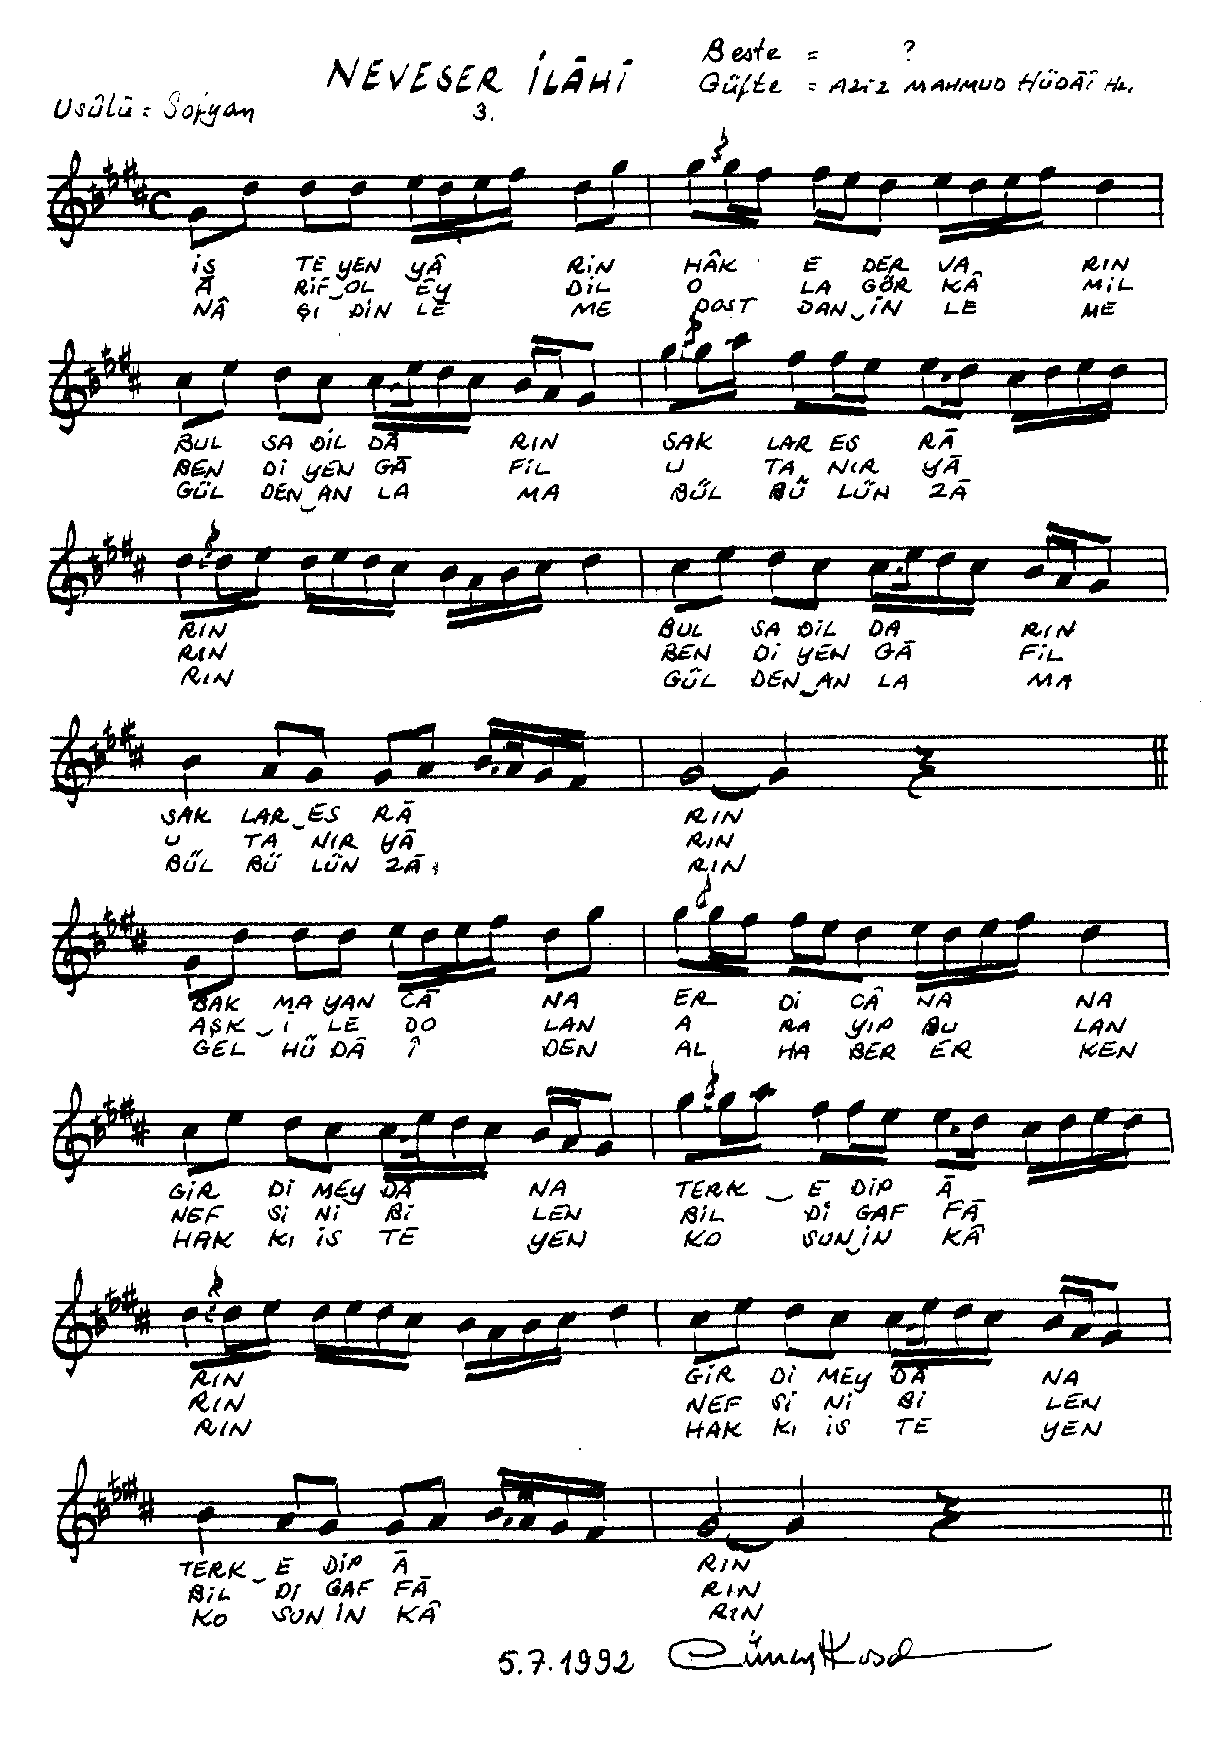 NEVESER İLÂHÎ
Beste = ?
Güfte = AZİZ MAHMUD HÜDÂÎ Hz.
Usûlü = Sofyan
3.
İS TE YEN YÂ RİN HÂK E DER VA RIN
Â RİF‿OL EY DİL O LA GÖR KÂ MİL
NÂ ŞI DİN LE ME DOST DAN‿İN LE ME
BUL SA DİL DÂ RIN SAK LAR ES RÂ
BEN Dİ YEN GÂ FİL U TA NIR YÂ
GÜL DEN‿AN LA MA BÜL BÜ LÜN ZÂ
RIN BUL SA DİL DA RIN
RIN BEN Dİ YEN GÂ FİL
RIN GÜL DEN‿AN LA MA
SAK LAR‿ES RÂ RIN
U TA NIR YÂ RIN
BÜL BÜ LÜN ZÂ RIN
BAK MA YAN CÂ NA ER Dİ CÂ NA NA
AŞK‿İ LE DO LAN A RA YIP BU LAN
GEL HÜ DÂ Î DEN AL HA BER ER KEN
GİR Dİ MEY DÂ NA TERK‿E DİP Â
NEF Sİ Nİ Bİ LEN BİL Dİ GAF FÂ
HAK KI İS TE YEN KO SUN‿İN KÂ
RIN GİR Dİ MEY DÂ NA
RIN NEF Sİ Nİ Bİ LEN
RIN HAK KI İS TE YEN
TERK‿E DİP Â RIN
BİL Dİ GAF FÂ RIN
KO SUN İN KÂ RIN
5.7.1992